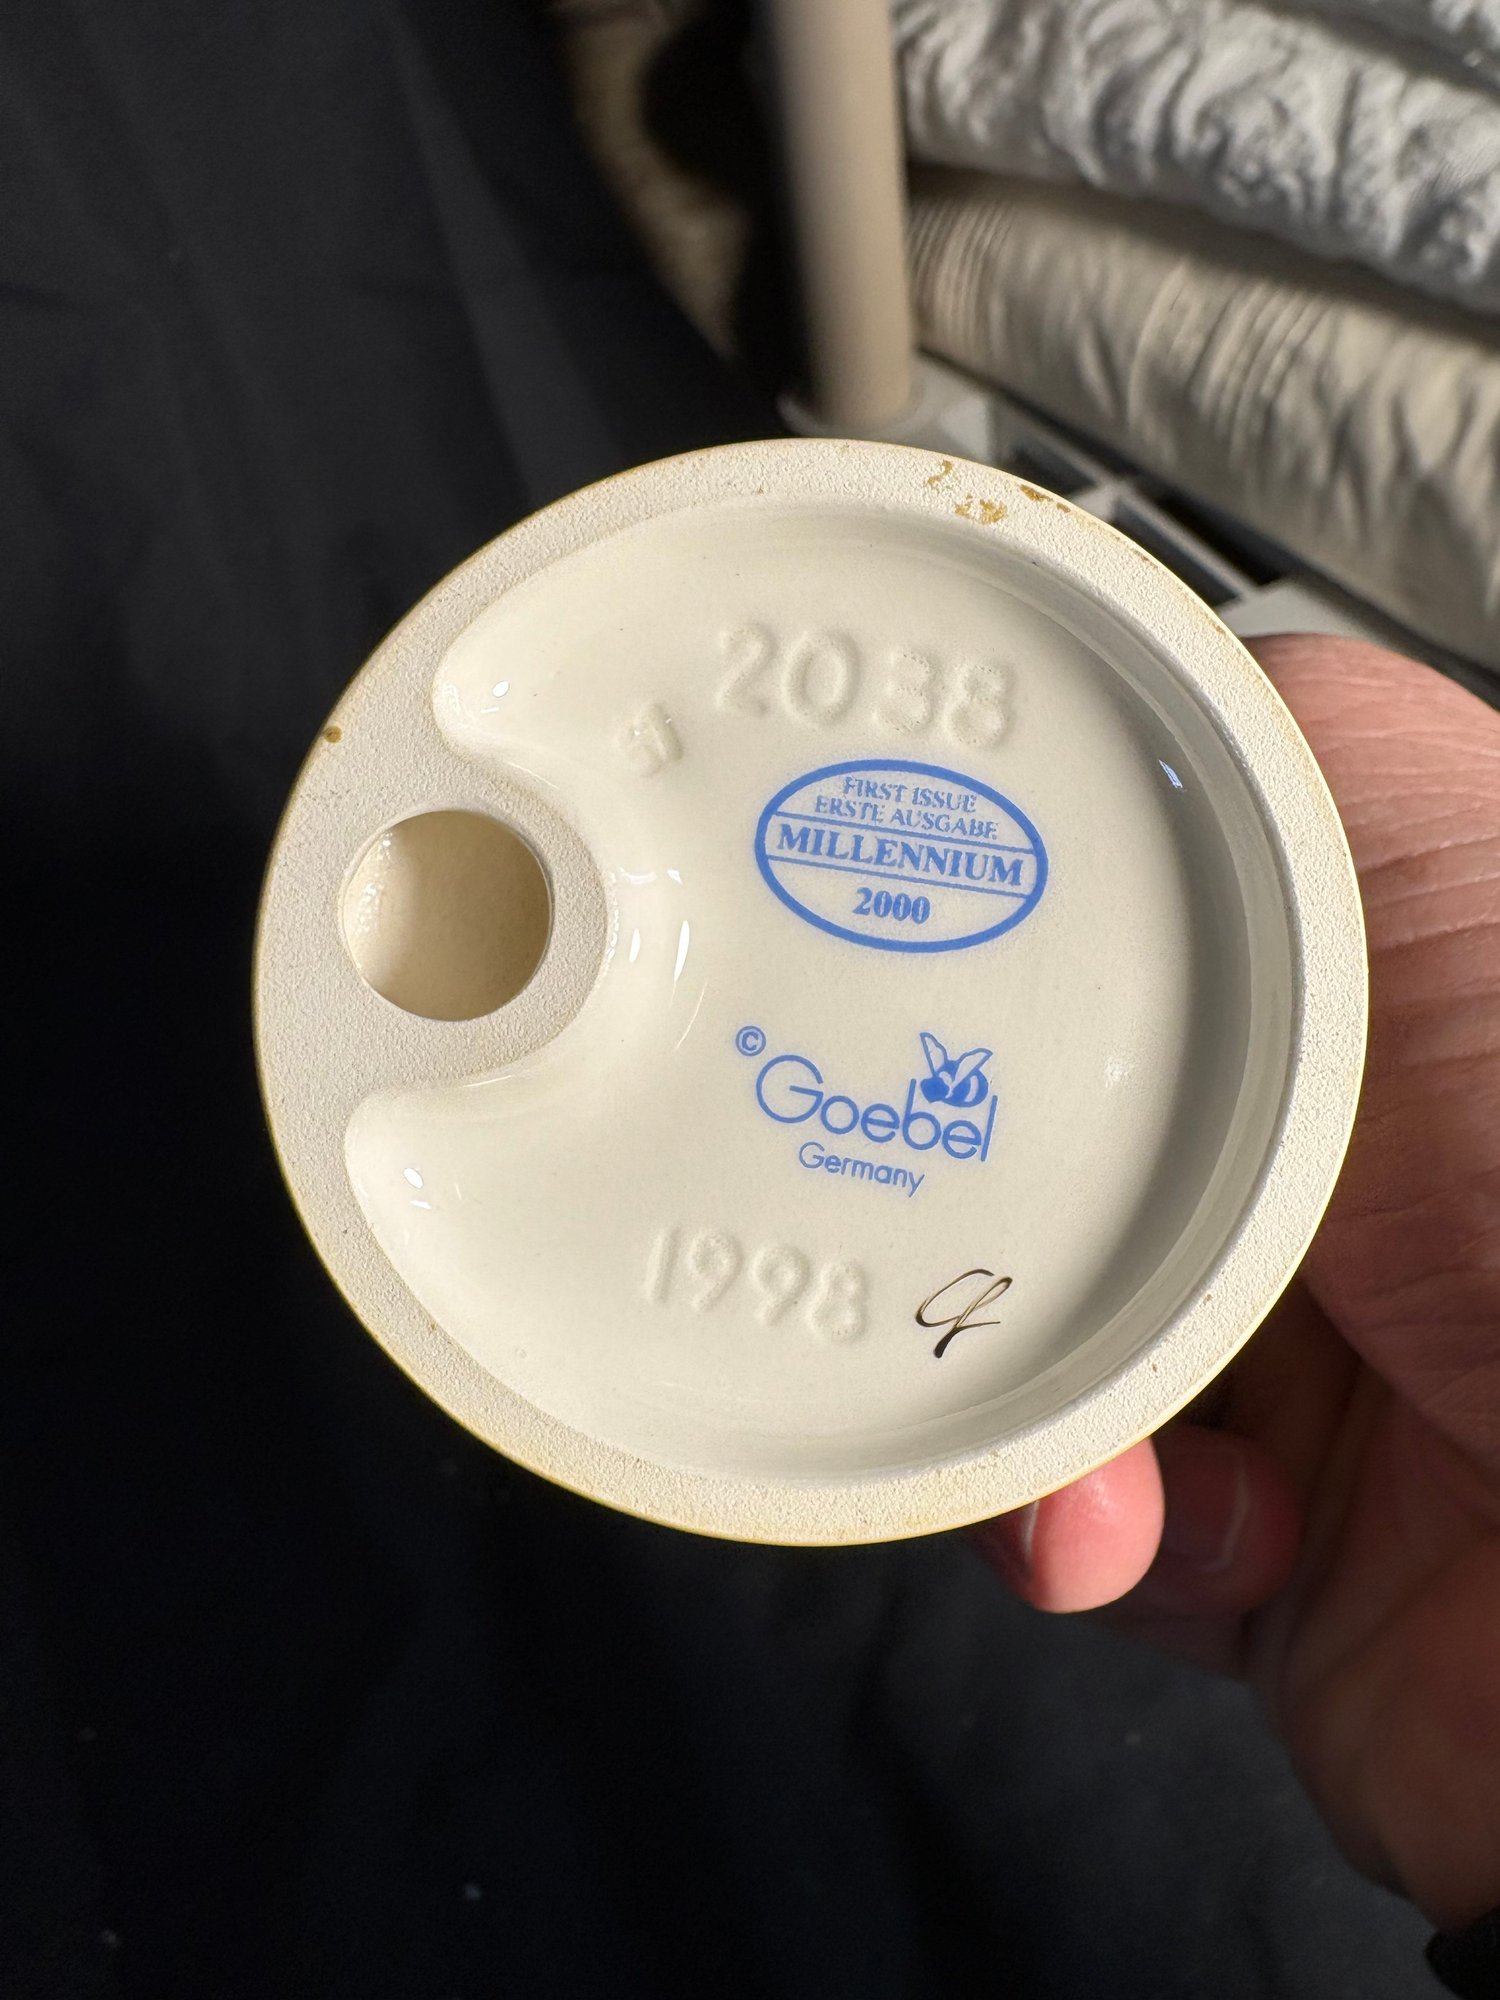 2038
FIRST ISSUE
ERSTE AUSGABE
MILLENNIUM
2000
©
Goebel
Germany
1998